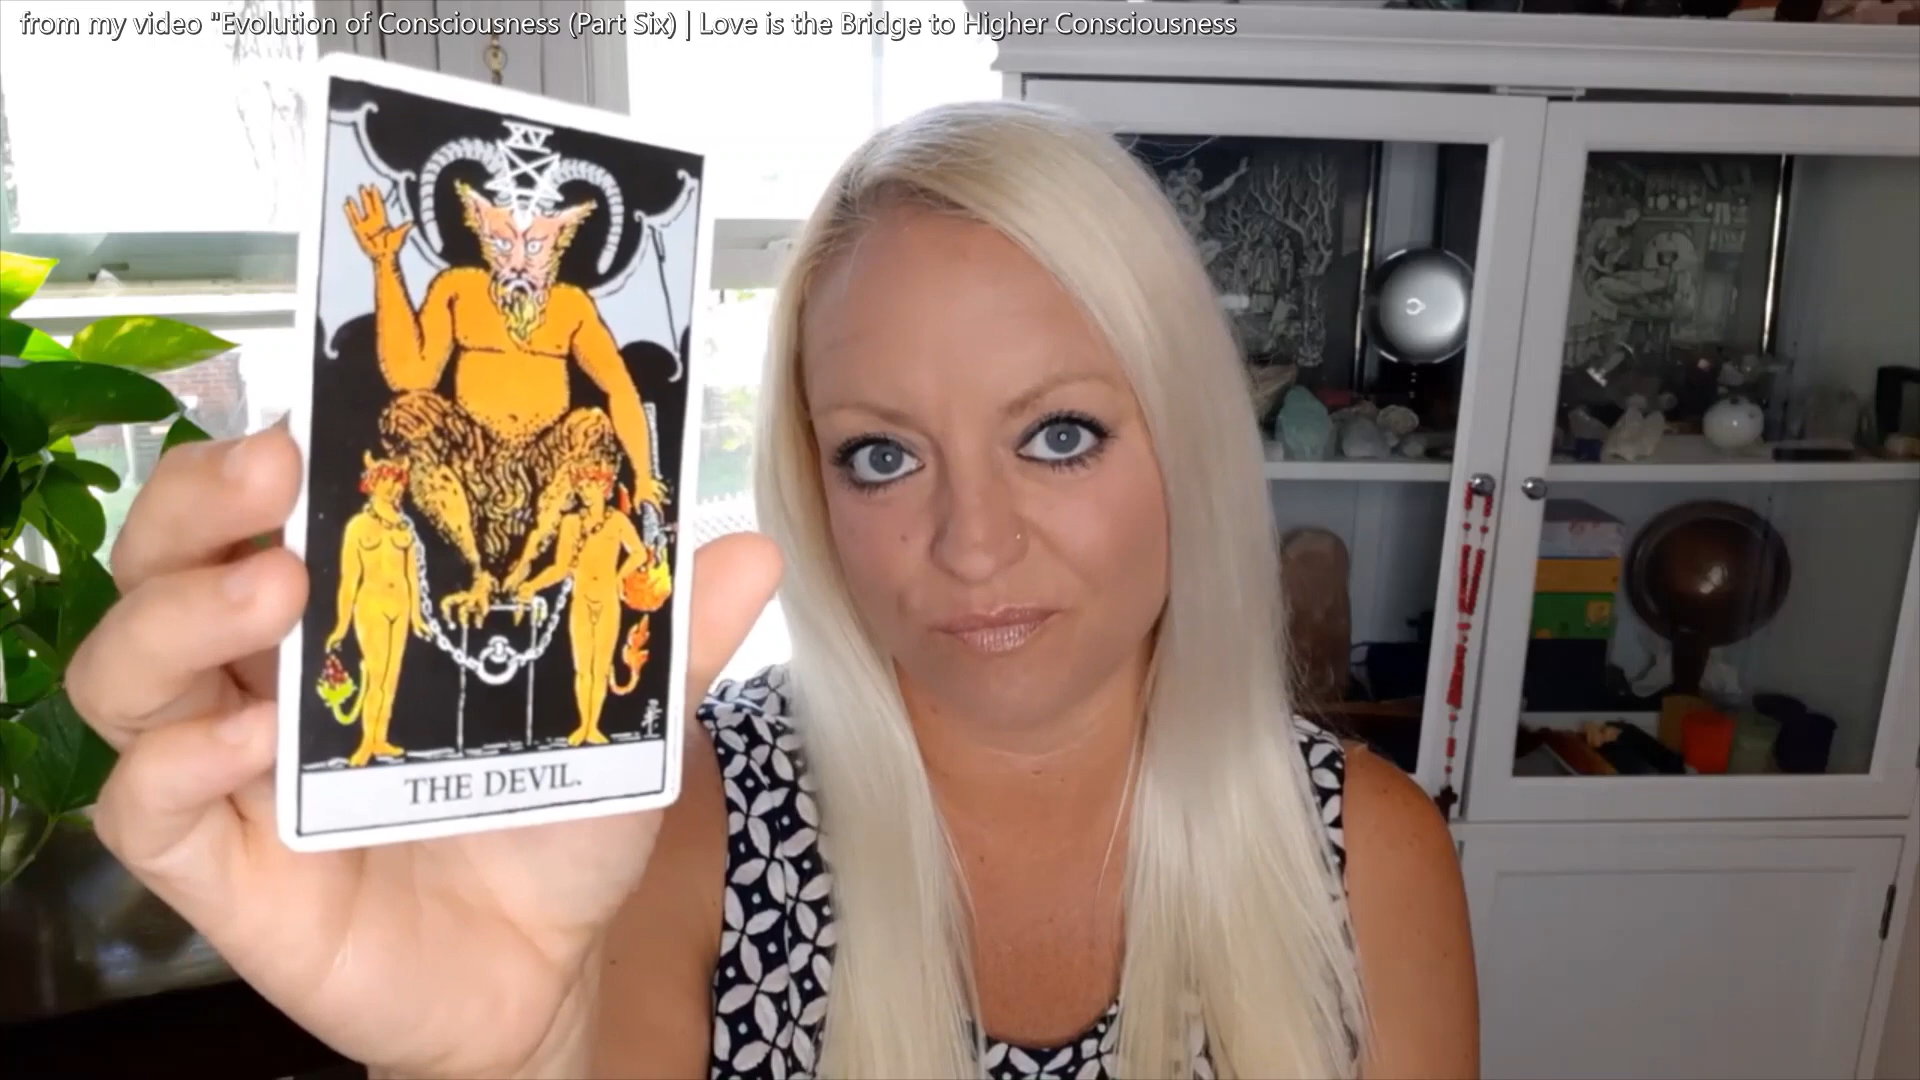 from my video "Evolution of Consciousness (Part Six) | Love is the Bridge to Higher Consciousness
XV
THE DEVIL.